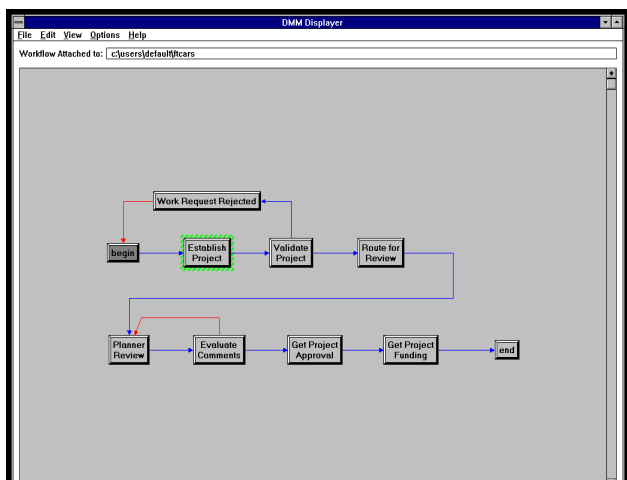 DMM Displayer
File Edit View Options Help
Workflow Attached to: c:\users\default\ftcars
Work Request Rejected
begin
Establish
Project
Validate
Project
Route for
Review
Planner
Review
Evaluate
Comments
Get Project
Approval
Get Project
Funding
end